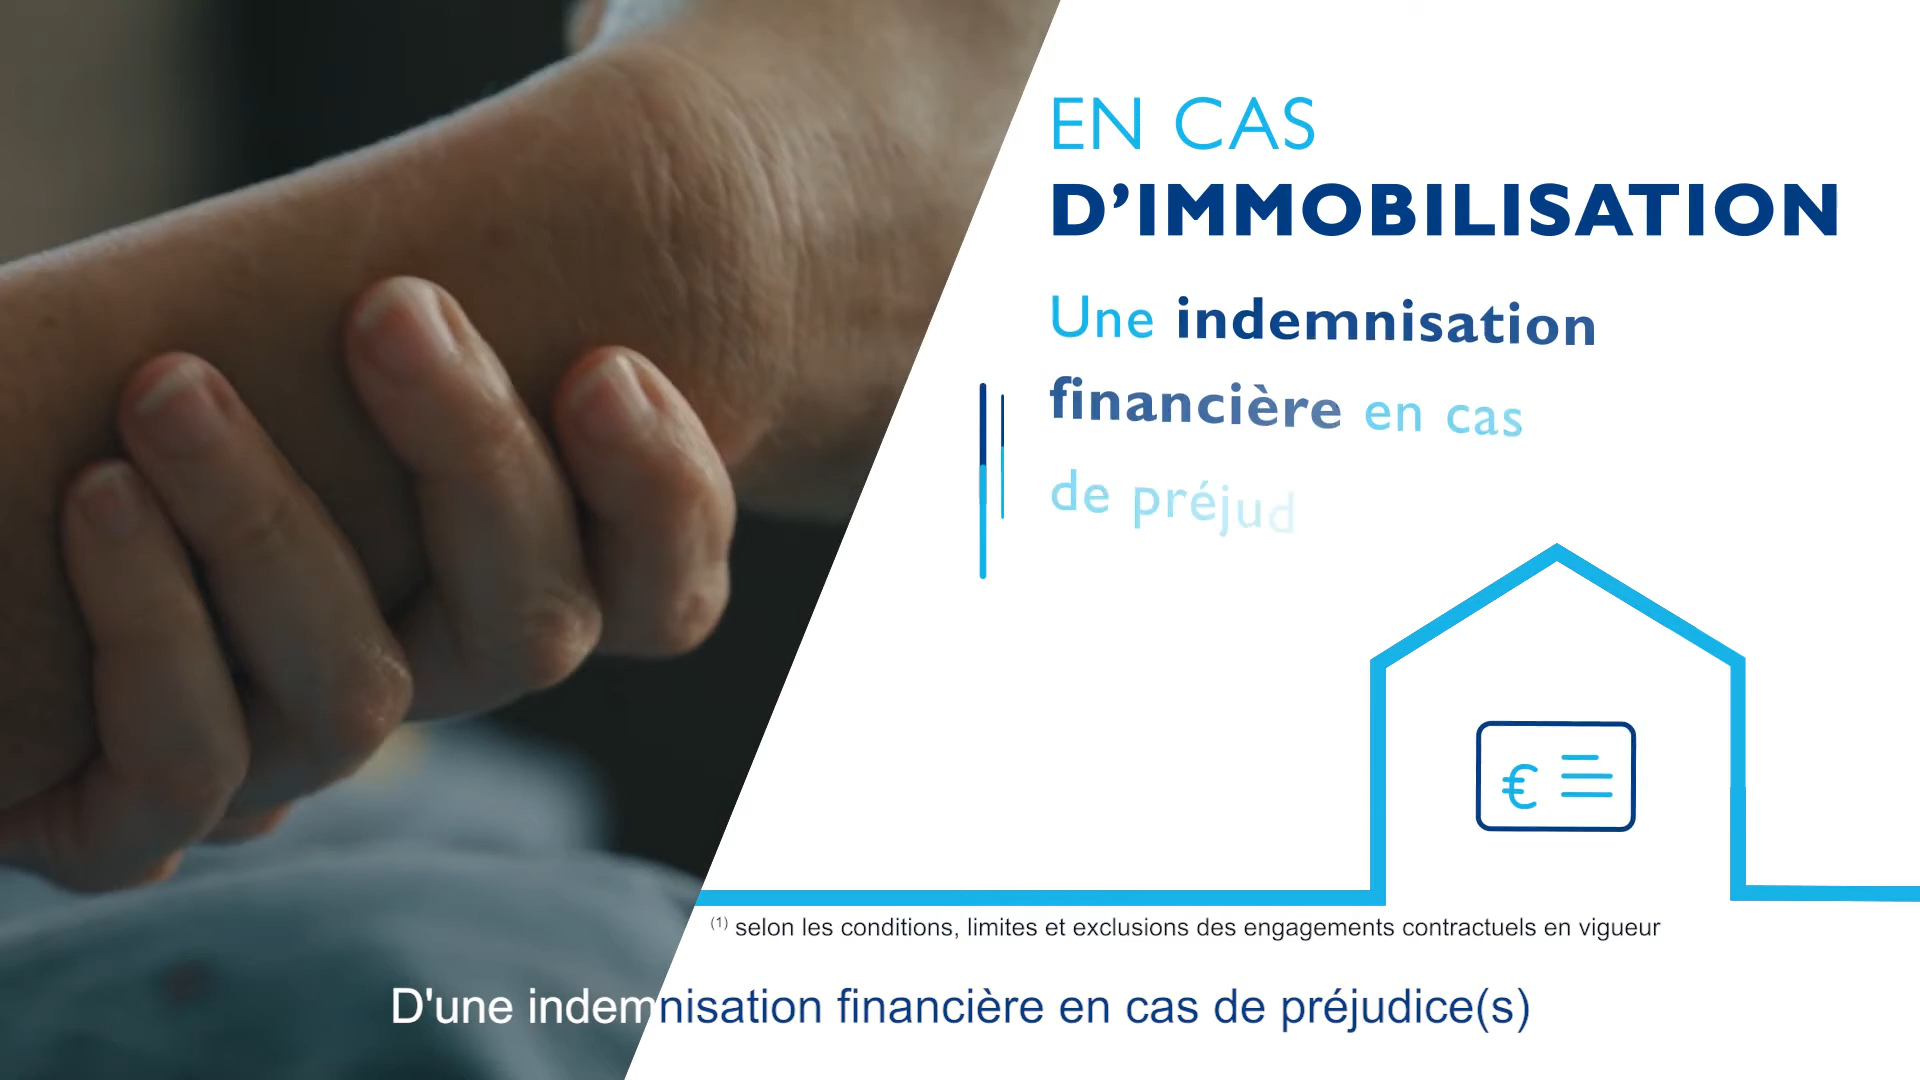 EN CAS
D’IMMOBILISATION
Une indemnisation
financière en cas
de préjud
€
(1) selon les conditions, limites et exclusions des engagements contractuels en vigueur
D'une indemnisation financière en cas de préjudice(s)